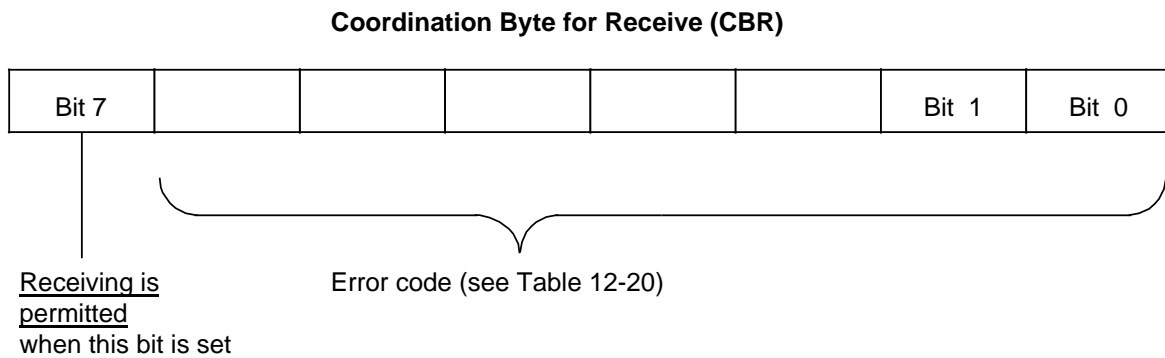 Coordination Byte for Receive (CBR)
Bit 7 Bit 1 Bit 0
Receiving is
permitted
when this bit is set
Error code (see Table 12-20)